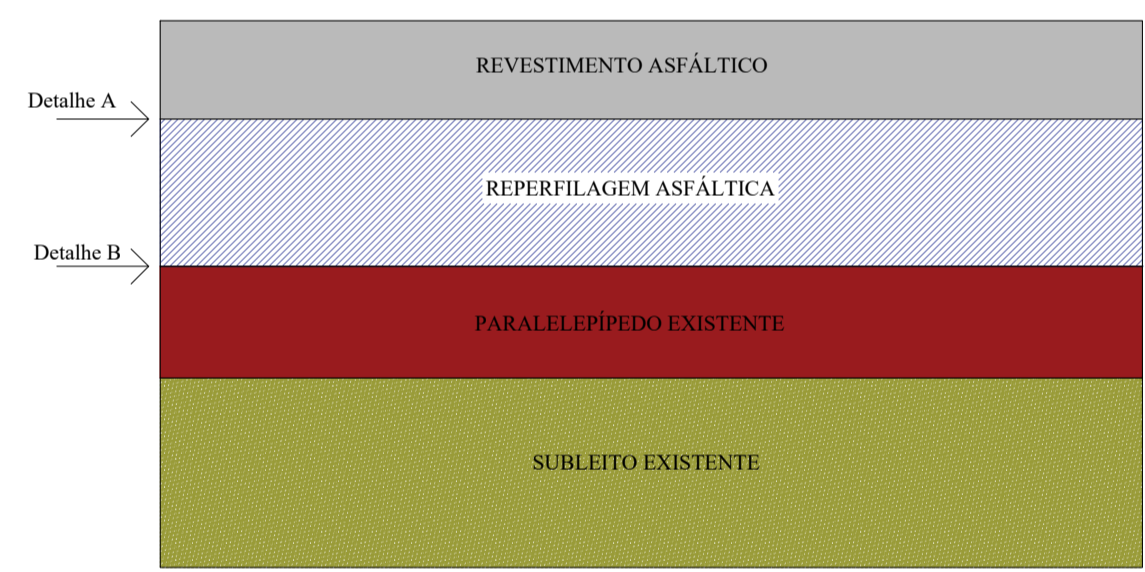 REVESTIMENTO ASFÁLTICO
Detalhe A
REPERFILAGEM ASFÁLTICA
Detalhe B
PARALELEPÍPEDO EXISTENTE
SUBLEITO EXISTENTE